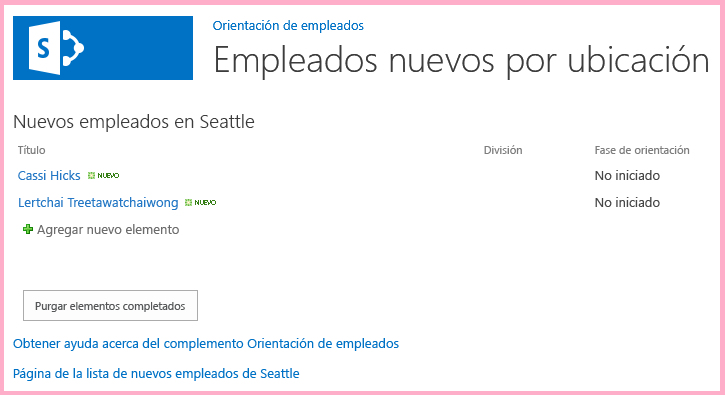 S
Orientación de empleados
Empleados nuevos por ubicación
Nuevos empleados en Seattle
Título División Fase de orientación
Cassi Hicks NUEVO No iniciado
Lertchai Treetawatchaiwong NUEVO No iniciado
Agregar nuevo elemento
Purgar elementos completados
Obtener ayuda acerca del complemento Orientación de empleados
Página de la lista de nuevos empleados de Seattle